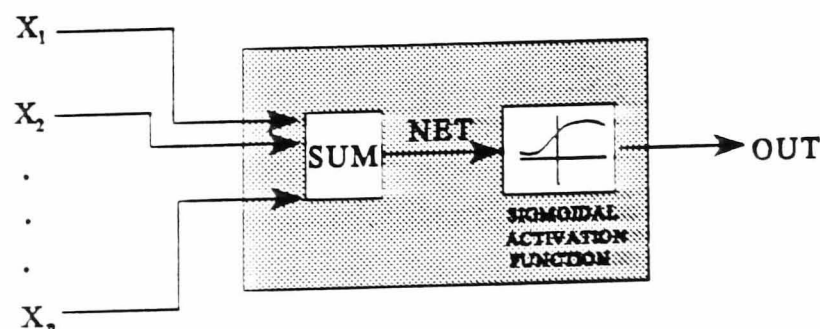 X₁
X₂
.
.
.
Xₙ
SUM
NET
SIGMOIDAL
ACTIVATION
FUNCTION
OUT